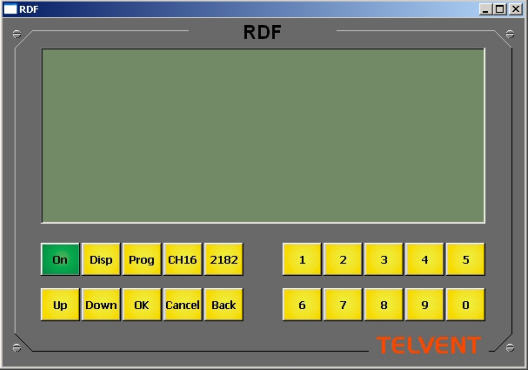 RDF
RDF
On Disp Prog CH16 2182 1 2 3 4 5
Up Down OK Cancel Back 6 7 8 9 0
TELVENT